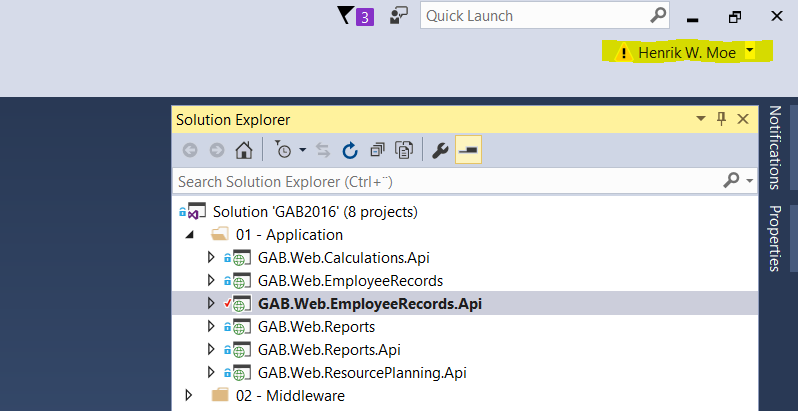 3
Quick Launch
Henrik W. Moe
Solution Explorer
Search Solution Explorer (Ctrl+¨)
Solution 'GAB2016' (8 projects)
01 - Application
GAB.Web.Calculations.Api
GAB.Web.EmployeeRecords
GAB.Web.EmployeeRecords.Api
GAB.Web.Reports
GAB.Web.Reports.Api
GAB.Web.ResourcePlanning.Api
02 - Middleware
Notifications
Properties